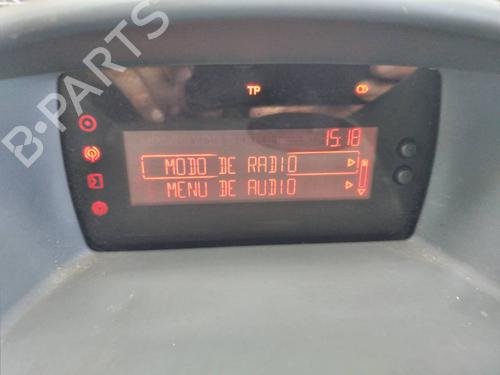 TP
15:18
MODO DE RADIO
MENU DE AUDIO
B-PARTS